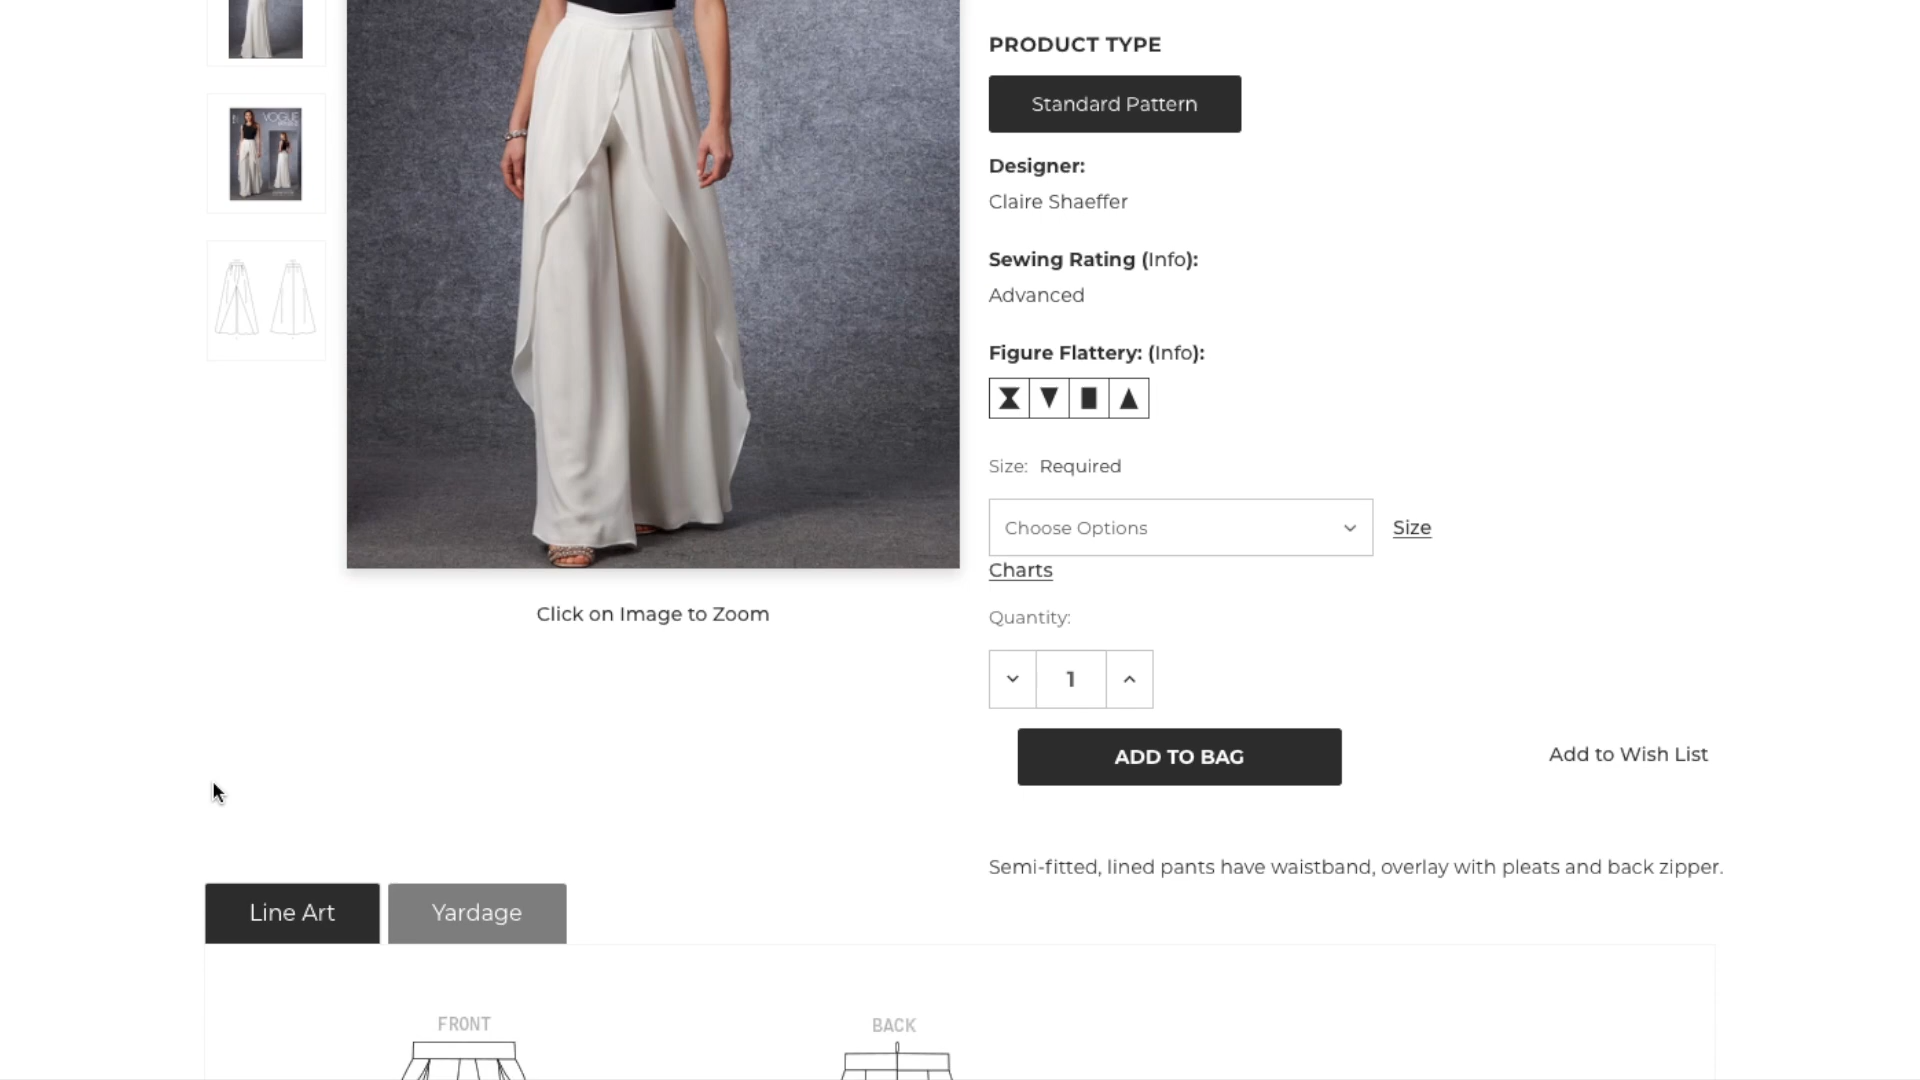 VOGUE
PRODUCT TYPE
Standard Pattern
Designer:
Claire Shaeffer
Sewing Rating (Info):
Advanced
Figure Flattery: (Info):
Size: Required
Choose Options
Size
Charts
Click on Image to Zoom
Quantity:
1
ADD TO BAG
Add to Wish List
Semi-fitted, lined pants have waistband, overlay with pleats and back zipper.
Line Art
Yardage
FRONT
BACK